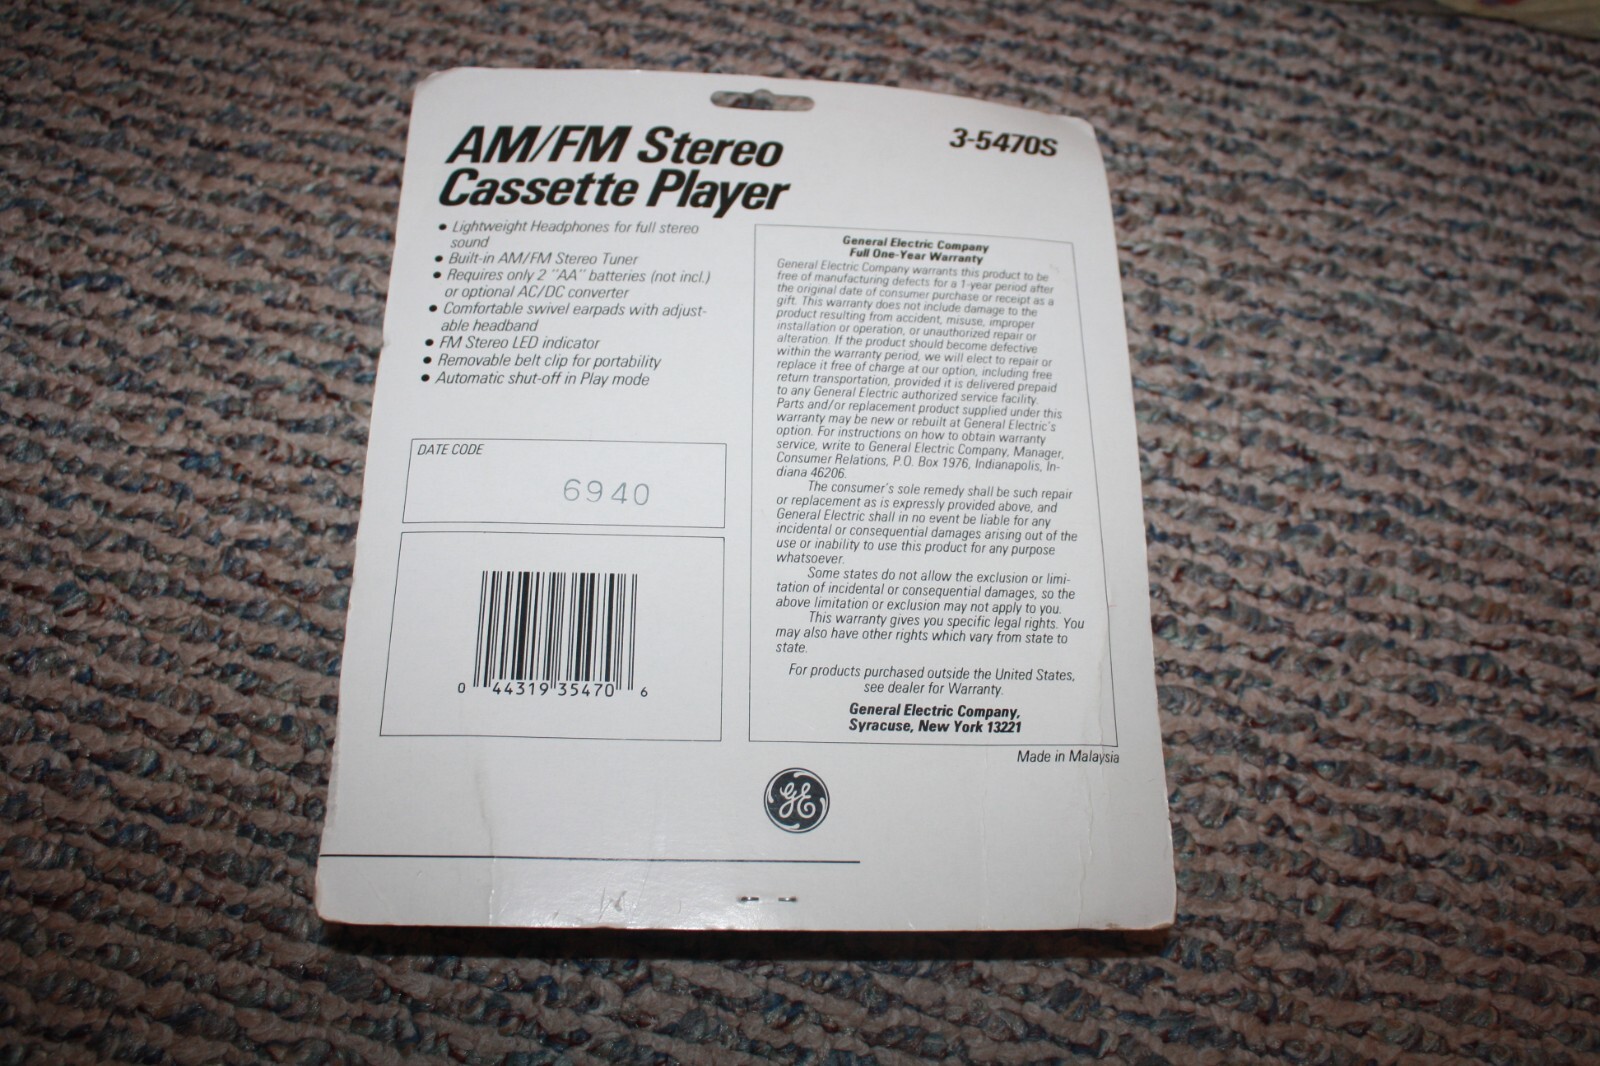 AM/FM Stereo
Cassette Player
3-5470S
● Lightweight Headphones for full stereo
sound
● Built-in AM/FM Stereo Tuner
● Requires only 2 "AA" batteries (not incl.)
or optional AC/DC converter
● Comfortable swivel earpads with adjust-
able headband
● FM Stereo LED indicator
● Removable belt clip for portability
● Automatic shut-off in Play mode
DATE CODE
6940
0 44319 35470 6
General Electric Company
Full One-Year Warranty
General Electric Company warrants this product to be
free of manufacturing defects for a 1-year period after
the original date of consumer purchase or receipt as a
gift. This warranty does not include damage to the
product resulting from accident, misuse, improper
installation or operation, or unauthorized repair or
alteration. If the product should become defective
within the warranty period, we will elect to repair or
replace it free of charge at our option, including free
return transportation, provided it is delivered prepaid
to any General Electric authorized service facility.
Parts and/or replacement product supplied under this
warranty may be new or rebuilt at General Electric's
option. For instructions on how to obtain warranty
service, write to General Electric Company, Manager,
Consumer Relations, P.O. Box 1976, Indianapolis, In-
diana 46206.
The consumer's sole remedy shall be such repair
or replacement as is expressly provided above, and
General Electric shall in no event be liable for any
incidental or consequential damages arising out of the
use or inability to use this product for any purpose
whatsoever.
Some states do not allow the exclusion or limi-
tation of incidental or consequential damages, so the
above limitation or exclusion may not apply to you.
This warranty gives you specific legal rights. You
may also have other rights which vary from state to
state.
For products purchased outside the United States,
see dealer for Warranty.
General Electric Company,
Syracuse, New York 13221
Made in Malaysia
GE